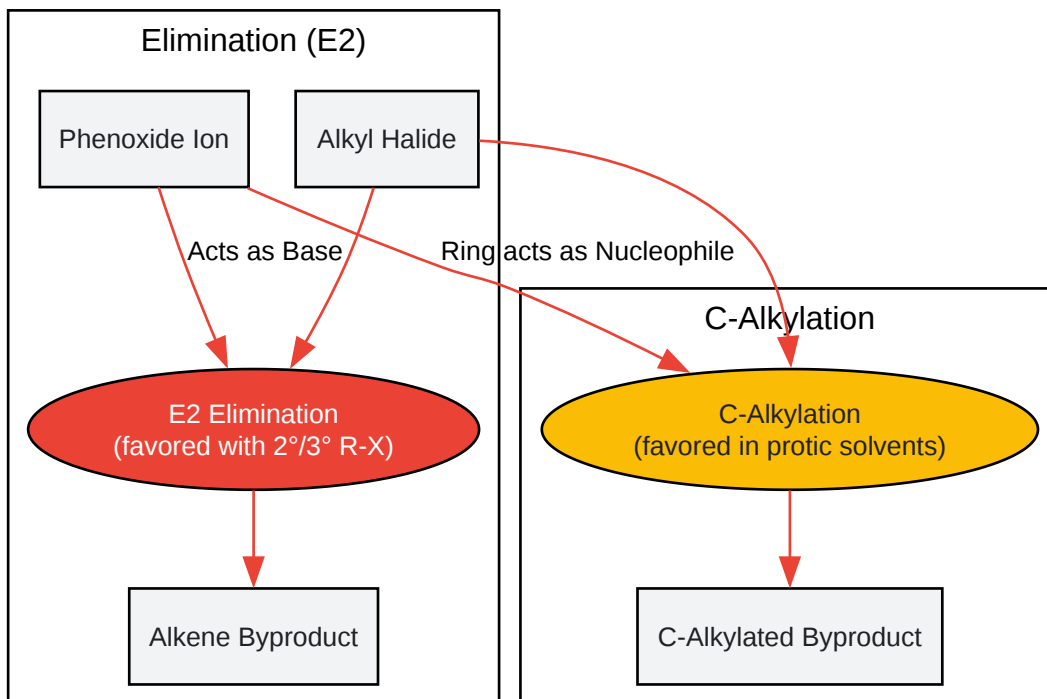 Elimination (E2)
Phenoxide Ion
Alkyl Halide
Acts as Base
Ring acts as Nucleophile
C-Alkylation
E2 Elimination
(favored with 2°/3° R-X)
C-Alkylation
(favored in protic solvents)
Alkene Byproduct
C-Alkylated Byproduct